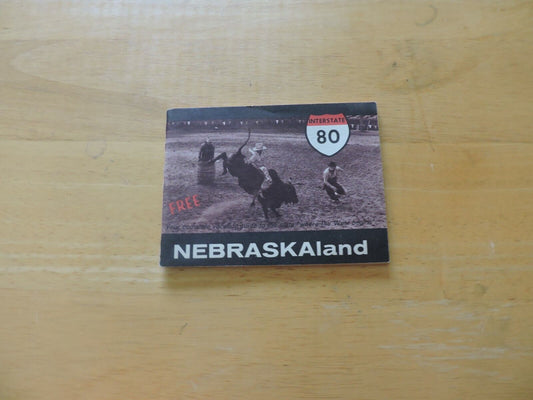 INTERSTATE
80
FREE
NEBRASKAland